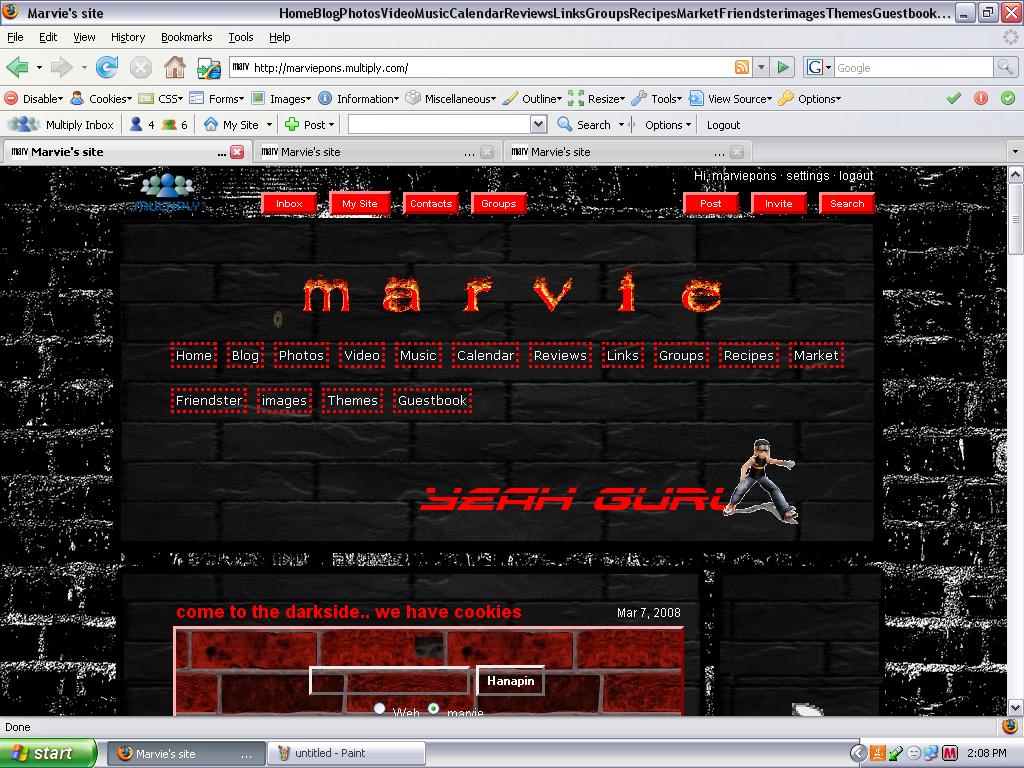 Marvie's site HomeBlogPhotosVideoMusicCalendarReviewsLinksGroupsRecipesMarketFriendsterimagesThemesGuestbook...
File Edit View History Bookmarks Tools Help
marv http://marviepons.multiply.com/ G Google
Disable Cookies CSS Forms Images Information Miscellaneous Outline Resize Tools View Source Options
Multiply Inbox 4 6 My Site Post Search Options Logout
marv Marvie's site ... marv Marvie's site ... marv Marvie's site ...
Hi, marviepons · settings · logout
MULTIPLY Inbox My Site Contacts Groups Post Invite Search
marvie
Home Blog Photos Video Music Calendar Reviews Links Groups Recipes Market
Friendster images Themes Guestbook
YEAH GURL
come to the darkside.. we have cookies Mar 7, 2008
Hanapin
Web marvie
Done
start Marvie's site ... untitled - Paint M 2:08 PM